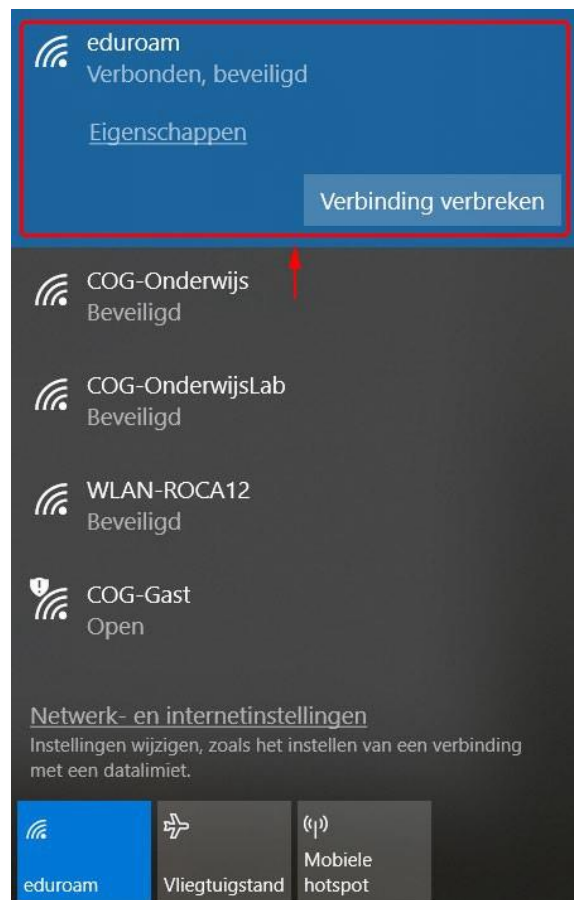 eduroam
Verbonden, beveiligd
Eigenschappen
Verbinding verbreken
COG-Onderwijs
Beveiligd
COG-OnderwijsLab
Beveiligd
WLAN-ROCA12
Beveiligd
COG-Gast
Open
Netwerk- en internetinstellingen
Instellingen wijzigen, zoals het instellen van een verbinding
met een datalimiet.
eduroam
Vliegtuigstand
Mobiele
hotspot